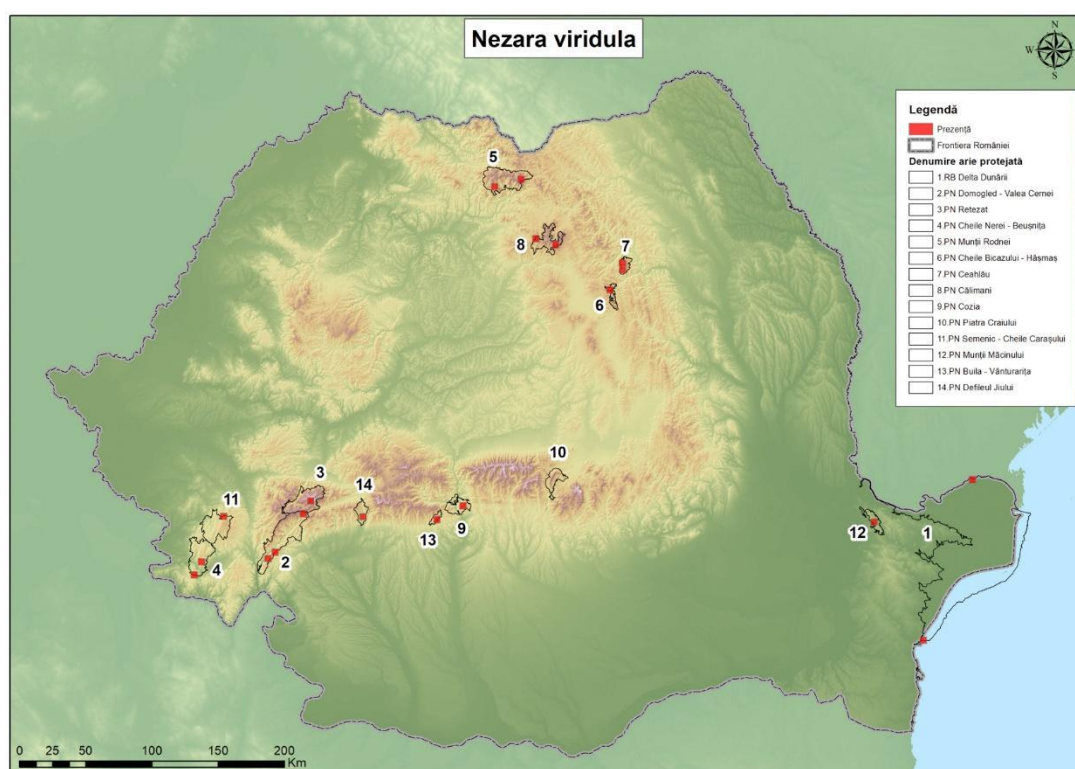 Nezara viridula
N
W E
S
Legendă
Prezență
Frontiera României
Denumire arie protejată
1.RB Delta Dunării
2.PN Domogled - Valea Cernei
3.PN Retezat
4.PN Cheile Nerei - Beușnița
5.PN Munții Rodnei
6.PN Cheile Bicazului - Hășmaș
7.PN Ceahlău
8.PN Călimani
9.PN Cozia
10.PN Piatra Craiului
11.PN Semenic - Cheile Carașului
12.PN Munții Măcinului
13.PN Buila - Vânturarița
14.PN Defileul Jiului
5
8
7
6
10
3
14
11
9
13
12
1
4
2
0 25 50 100 150 200
Km